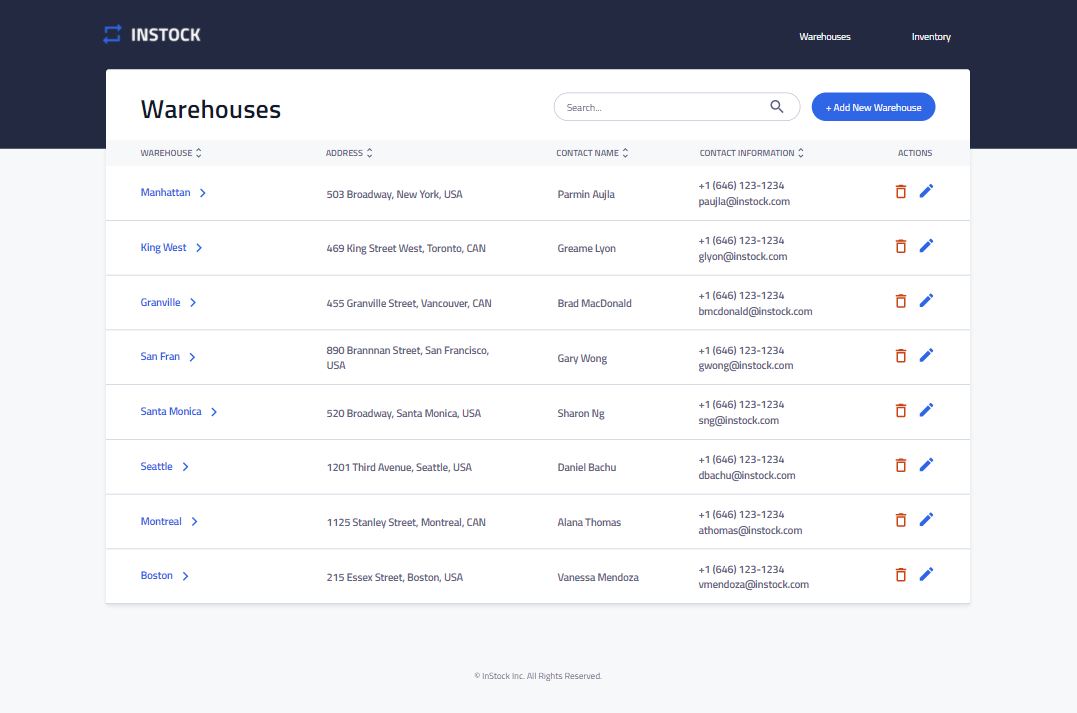 INSTOCK
Warehouses
Inventory
Warehouses
Search...
+ Add New Warehouse
WAREHOUSE
ADDRESS
CONTACT NAME
CONTACT INFORMATION
ACTIONS
Manhattan
503 Broadway, New York, USA
Parmin Aujla
+1 (646) 123-1234
paujla@instock.com
King West
469 King Street West, Toronto, CAN
Greame Lyon
+1 (646) 123-1234
glyon@instock.com
Granville
455 Granville Street, Vancouver, CAN
Brad MacDonald
+1 (646) 123-1234
bmcdonald@instock.com
San Fran
890 Brannnan Street, San Francisco,
USA
Gary Wong
+1 (646) 123-1234
gwong@instock.com
Santa Monica
520 Broadway, Santa Monica, USA
Sharon Ng
+1 (646) 123-1234
sng@instock.com
Seattle
1201 Third Avenue, Seattle, USA
Daniel Bachu
+1 (646) 123-1234
dbachu@instock.com
Montreal
1125 Stanley Street, Montreal, CAN
Alana Thomas
+1 (646) 123-1234
athomas@instock.com
Boston
215 Essex Street, Boston, USA
Vanessa Mendoza
+1 (646) 123-1234
vmendoza@instock.com
© InStock Inc. All Rights Reserved.